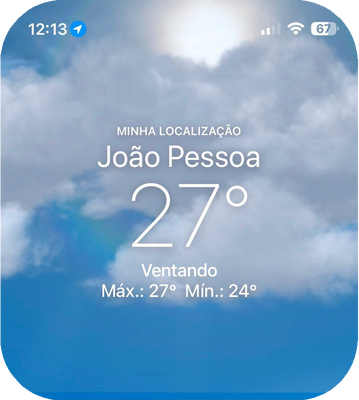 12:13
67
MINHA LOCALIZAÇÃO
João Pessoa
27°
Ventando
Máx.: 27° Mín.: 24°